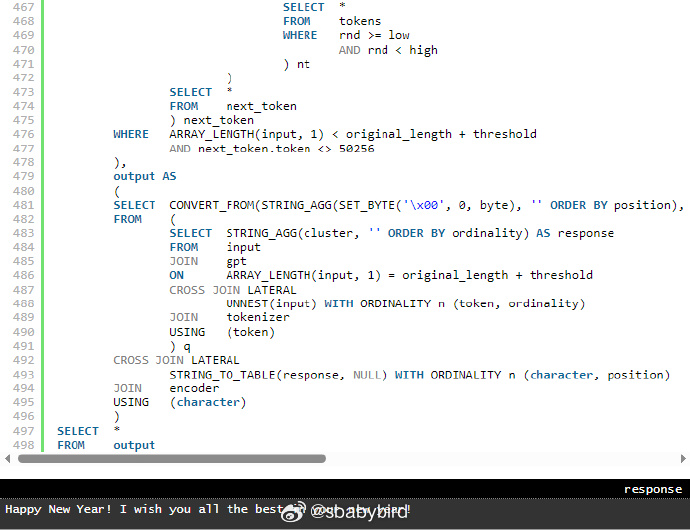 467 SELECT *
468 FROM tokens
469 WHERE rnd >= low
470 AND rnd < high
471 ) nt
472 )
473 SELECT *
474 FROM next_token
475 ) next_token
476 WHERE ARRAY_LENGTH(input, 1) < original_length + threshold
477 AND next_token.token <> 50256
478 ),
479 output AS
480 (
481 SELECT CONVERT_FROM(STRING_AGG(SET_BYTE('\x00', 0, byte), '' ORDER BY position),
482 FROM (
483 SELECT STRING_AGG(cluster, '' ORDER BY ordinality) AS response
484 FROM input
485 JOIN gpt
486 ON ARRAY_LENGTH(input, 1) = original_length + threshold
487 CROSS JOIN LATERAL
488 UNNEST(input) WITH ORDINALITY n (token, ordinality)
489 JOIN tokenizer
490 USING (token)
491 ) q
492 CROSS JOIN LATERAL
493 STRING_TO_TABLE(response, NULL) WITH ORDINALITY n (character, position)
494 JOIN encoder
495 USING (character)
496 )
497 SELECT *
498 FROM output
response
Happy New Year! I wish you all the best in your new year!
@sbabybird